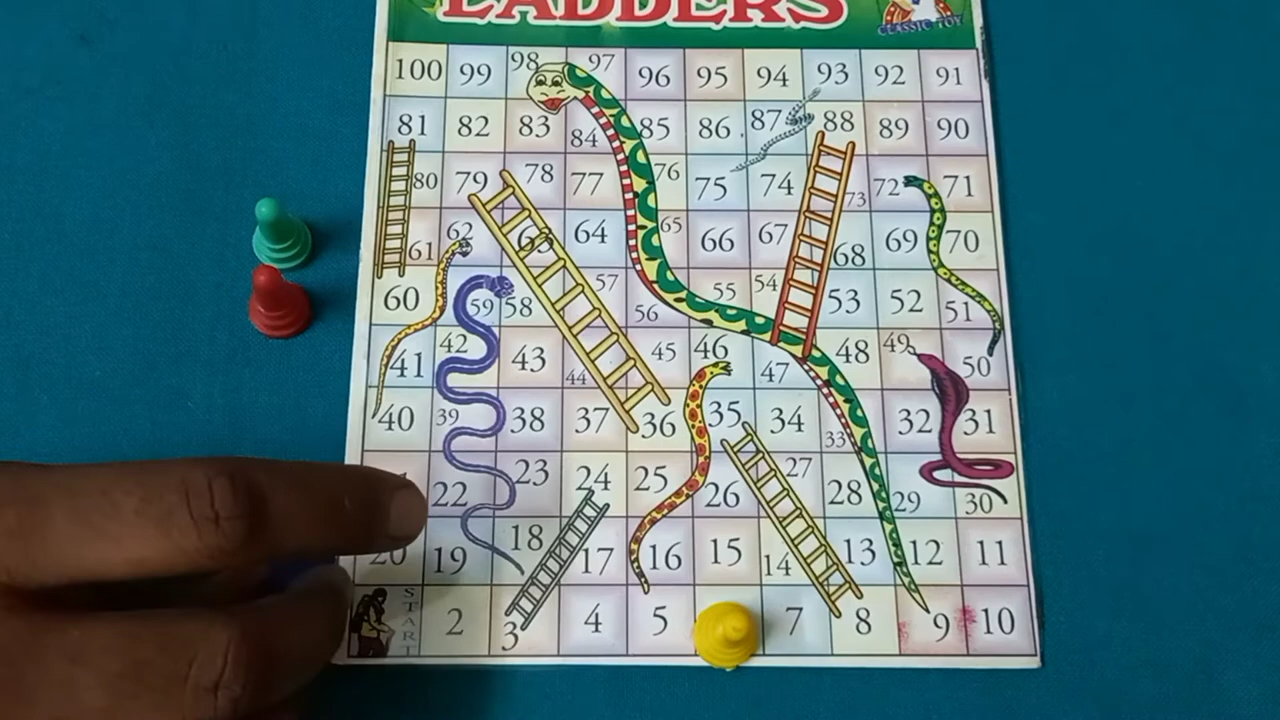 LADDERS
CLASSIC TOY
100 99 98 97 96 95 94 93 92 91
81 82 83 84 85 86 87 88 89 90
80 79 78 77 76 75 74 73 72 71
61 62 63 64 65 66 67 68 69 70
60 59 58 57 56 55 54 53 52 51
41 42 43 44 45 46 47 48 49 50
40 39 38 37 36 35 34 33 32 31
22 23 24 25 26 27 28 29 30
20 19 18 17 16 15 14 13 12 11
START 2 3 4 5 7 8 9 10